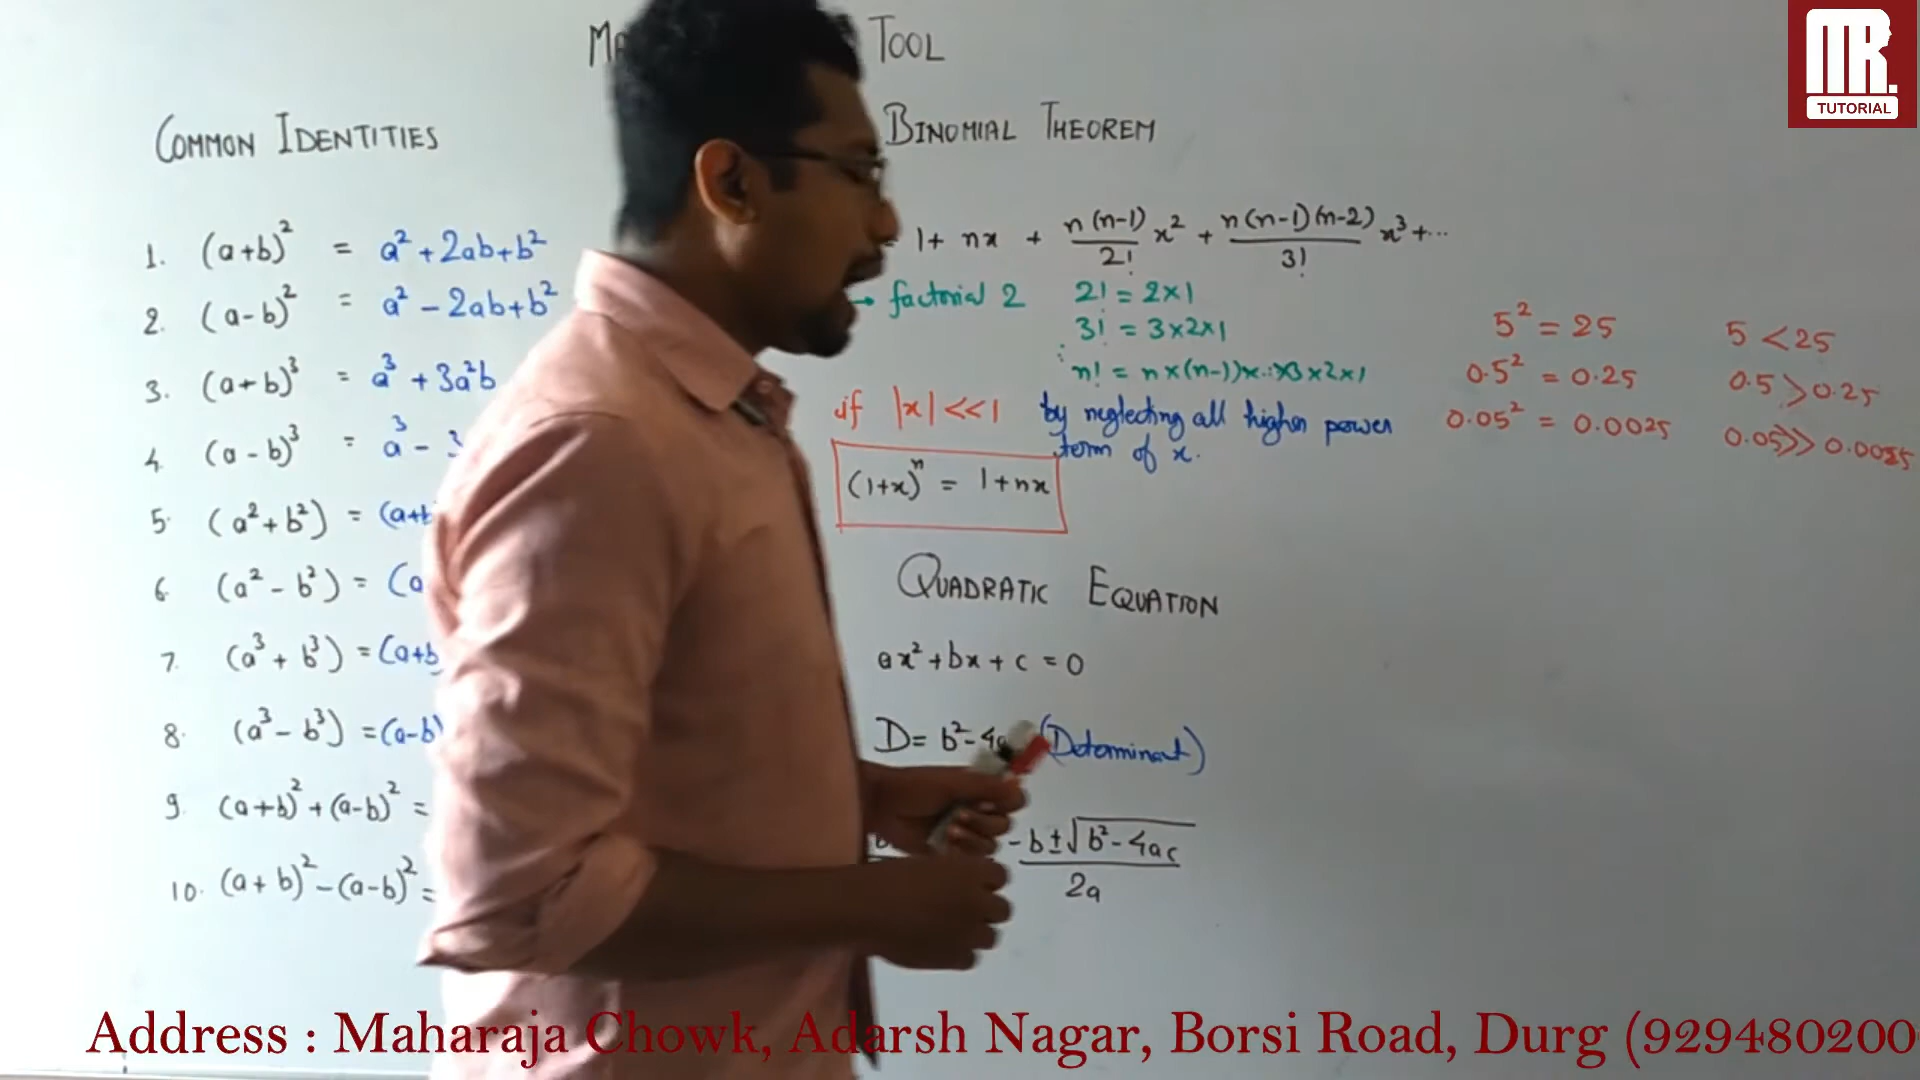 TOOL
COMMON IDENTITIES
1. (a+b)² = a² + 2ab + b²
2. (a-b)² = a² - 2ab + b²
3. (a+b)³ = a³ + 3a²b
4. (a-b)³ = a³ - 3
5. (a²+b²) = (a+b
6. (a²-b²) = (a
7. (a³+b³) = (a+b
8. (a³-b³) = (a-b)
9. (a+b)² + (a-b)² =
10. (a+b)² - (a-b)² =
BINOMIAL THEOREM
1 + nx + n(n-1)/2! x² + n(n-1)(n-2)/3! x³ + ...
→ factorial 2 2! = 2×1
3! = 3×2×1
n! = n×(n-1)×...×3×2×1
if |x| << 1 by neglecting all higher power
term of x.
(1+x)ⁿ = 1+nx
5² = 25 5 < 25
0.5² = 0.25 0.5 > 0.25
0.05² = 0.0025 0.05 >> 0.0025
QUADRATIC EQUATION
ax² + bx + c = 0
D = b² - 4a (Determinant)
-b ± √b² - 4ac / 2a
MR.
TUTORIAL
Address : Maharaja Chowk, Adarsh Nagar, Borsi Road, Durg (929480200